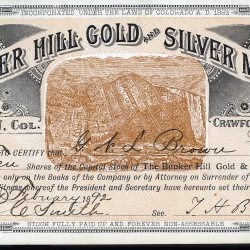 INCORPORATED UNDER THE LAWS OF COLORADO A. D. 1883.
ER HILL GOLD AND SILVER M
, COL. CRAWFO
TO CERTIFY that G. W. L. Brown
Shares of the Capital Stock of The Bunker Hill Gold &
only on the Books of the Company or by Attorney on Surrender of
Witness whereof the President and Secretary have hereunto set their
February 1892
Sec. T. H. B
STOCK FULLY PAID UP AND FOREVER NON-ASSESSABLE